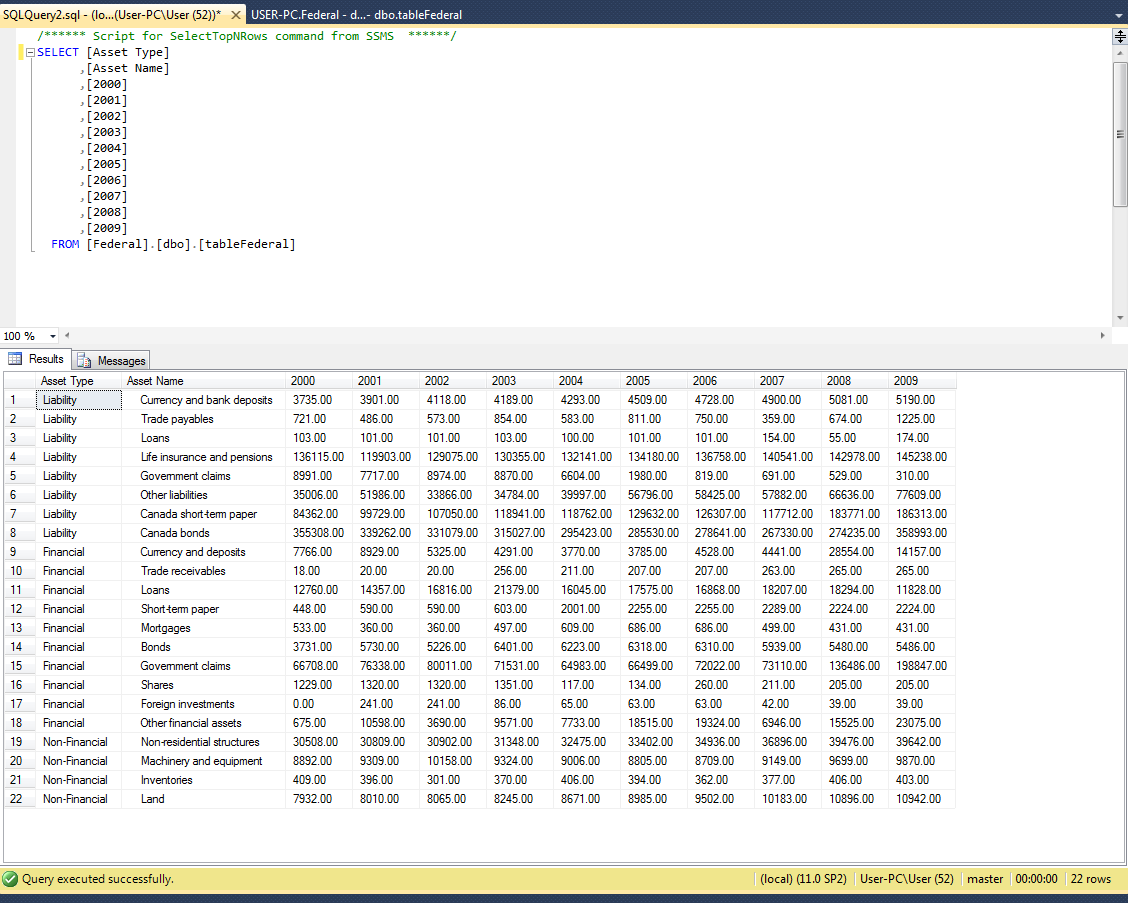 SQLQuery2.sql - (lo...(User-PC\User (52))* USER-PC.Federal - d...- dbo.tableFederal
/****** Script for SelectTopNRows command from SSMS ******/
SELECT [Asset Type]
,[Asset Name]
,[2000]
,[2001]
,[2002]
,[2003]
,[2004]
,[2005]
,[2006]
,[2007]
,[2008]
,[2009]
FROM [Federal].[dbo].[tableFederal]
100 %
Results Messages
Asset Type Asset Name 2000 2001 2002 2003 2004 2005 2006 2007 2008 2009
1 Liability Currency and bank deposits 3735.00 3901.00 4118.00 4189.00 4293.00 4509.00 4728.00 4900.00 5081.00 5190.00
2 Liability Trade payables 721.00 486.00 573.00 854.00 583.00 811.00 750.00 359.00 674.00 1225.00
3 Liability Loans 103.00 101.00 101.00 103.00 100.00 101.00 101.00 154.00 55.00 174.00
4 Liability Life insurance and pensions 136115.00 119903.00 129075.00 130355.00 132141.00 134180.00 136758.00 140541.00 142978.00 145238.00
5 Liability Government claims 8991.00 7717.00 8974.00 8870.00 6604.00 1980.00 819.00 691.00 529.00 310.00
6 Liability Other liabilities 35006.00 51986.00 33866.00 34784.00 39997.00 56796.00 58425.00 57882.00 66636.00 77609.00
7 Liability Canada short-term paper 84362.00 99729.00 107050.00 118941.00 118762.00 129632.00 126307.00 117712.00 183771.00 186313.00
8 Liability Canada bonds 355308.00 339262.00 331079.00 315027.00 295423.00 285530.00 278641.00 267330.00 274235.00 358993.00
9 Financial Currency and deposits 7766.00 8929.00 5325.00 4291.00 3770.00 3785.00 4528.00 4441.00 28554.00 14157.00
10 Financial Trade receivables 18.00 20.00 20.00 256.00 211.00 207.00 207.00 263.00 265.00 265.00
11 Financial Loans 12760.00 14357.00 16816.00 21379.00 16045.00 17575.00 16868.00 18207.00 18294.00 11828.00
12 Financial Short-term paper 448.00 590.00 590.00 603.00 2001.00 2255.00 2255.00 2289.00 2224.00 2224.00
13 Financial Mortgages 533.00 360.00 360.00 497.00 609.00 686.00 686.00 499.00 431.00 431.00
14 Financial Bonds 3731.00 5730.00 5226.00 6401.00 6223.00 6318.00 6310.00 5939.00 5480.00 5486.00
15 Financial Government claims 66708.00 76338.00 80011.00 71531.00 64983.00 66499.00 72022.00 73110.00 136486.00 198847.00
16 Financial Shares 1229.00 1320.00 1320.00 1351.00 117.00 134.00 260.00 211.00 205.00 205.00
17 Financial Foreign investments 0.00 241.00 241.00 86.00 65.00 63.00 63.00 42.00 39.00 39.00
18 Financial Other financial assets 675.00 10598.00 3690.00 9571.00 7733.00 18515.00 19324.00 6946.00 15525.00 23075.00
19 Non-Financial Non-residential structures 30508.00 30809.00 30902.00 31348.00 32475.00 33402.00 34936.00 36896.00 39476.00 39642.00
20 Non-Financial Machinery and equipment 8892.00 9309.00 10158.00 9324.00 9006.00 8805.00 8709.00 9149.00 9699.00 9870.00
21 Non-Financial Inventories 409.00 396.00 301.00 370.00 406.00 394.00 362.00 377.00 406.00 403.00
22 Non-Financial Land 7932.00 8010.00 8065.00 8245.00 8671.00 8985.00 9502.00 10183.00 10896.00 10942.00
Query executed successfully. (local) (11.0 SP2) User-PC\User (52) master 00:00:00 22 rows